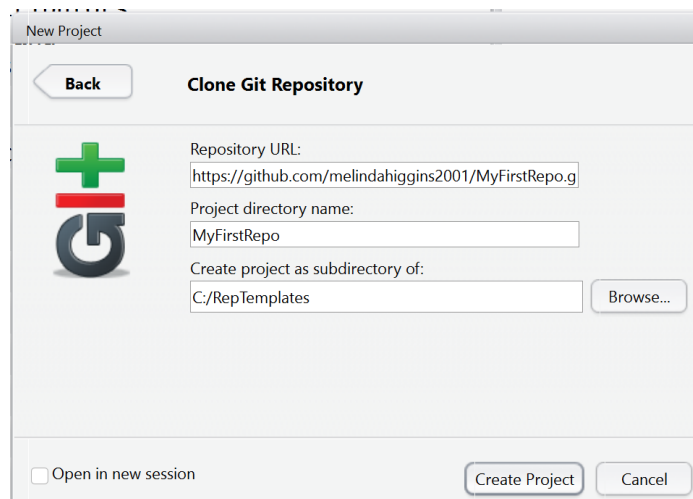 New Project
Back
Clone Git Repository
Repository URL:
https://github.com/melindahiggins2001/MyFirstRepo.g
Project directory name:
MyFirstRepo
Create project as subdirectory of:
C:/RepTemplates
Browse...
Open in new session
Create Project
Cancel